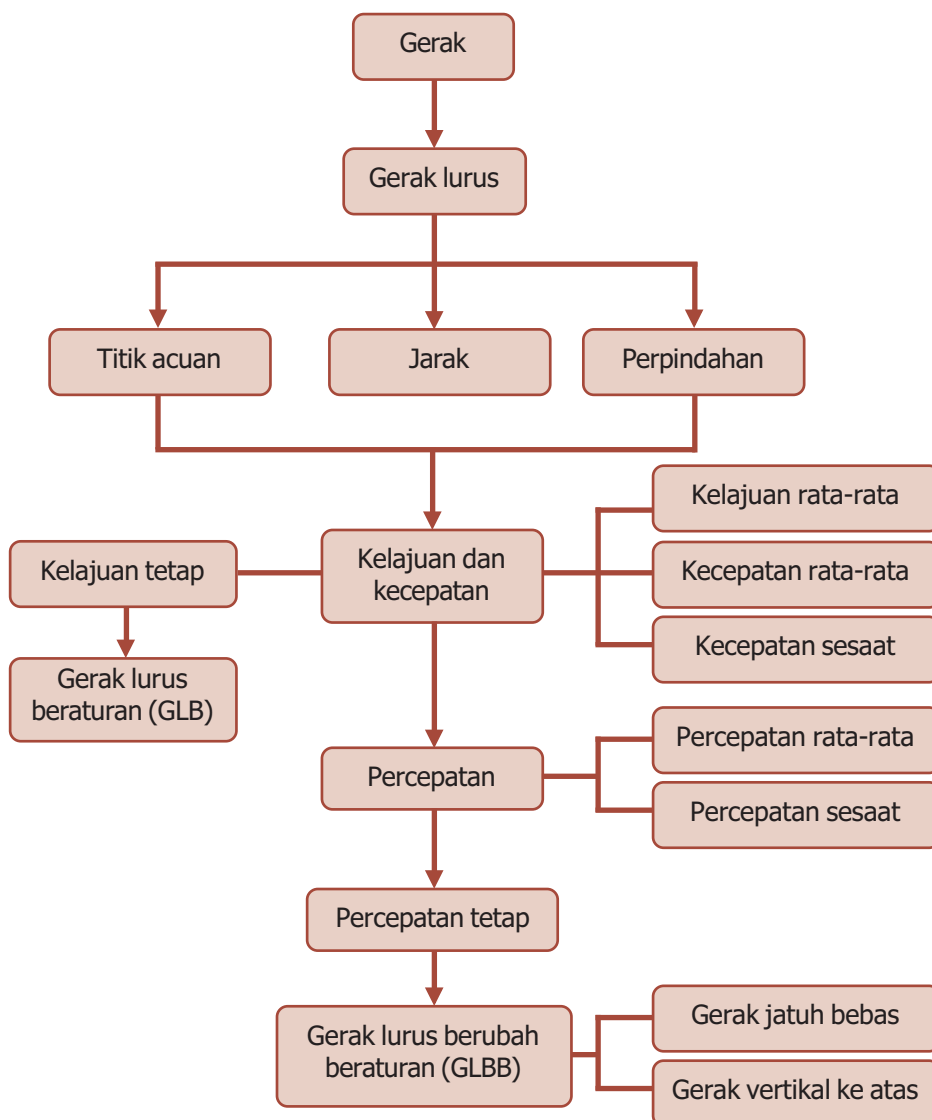 Gerak
Gerak lurus
Titik acuan
Jarak
Perpindahan
Kelajuan rata-rata
Kelajuan tetap
Kelajuan dan
kecepatan
Kecepatan rata-rata
Kecepatan sesaat
Gerak lurus
beraturan (GLB)
Percepatan rata-rata
Percepatan
Percepatan sesaat
Percepatan tetap
Gerak lurus berubah
beraturan (GLBB)
Gerak jatuh bebas
Gerak vertikal ke atas